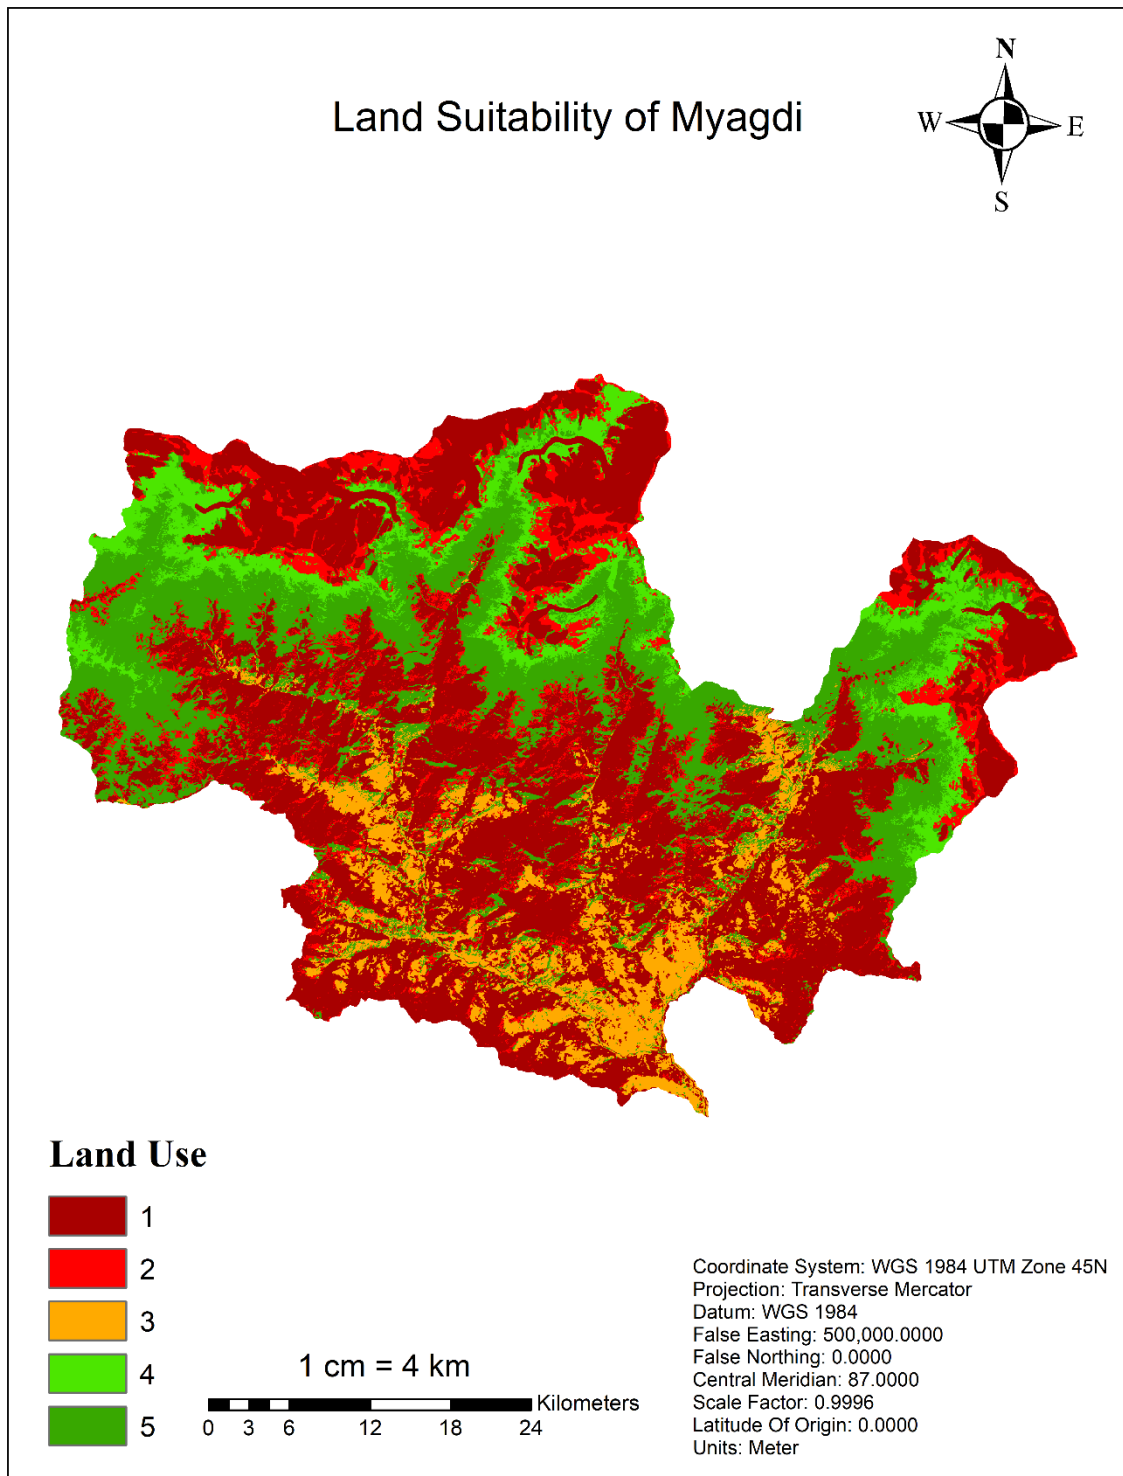 Land Suitability of Myagdi
N
W
E
S
Land Use
1
2
3
4
5
1 cm = 4 km
Kilometers
0 3 6 12 18 24
Coordinate System: WGS 1984 UTM Zone 45N
Projection: Transverse Mercator
Datum: WGS 1984
False Easting: 500,000.0000
False Northing: 0.0000
Central Meridian: 87.0000
Scale Factor: 0.9996
Latitude Of Origin: 0.0000
Units: Meter